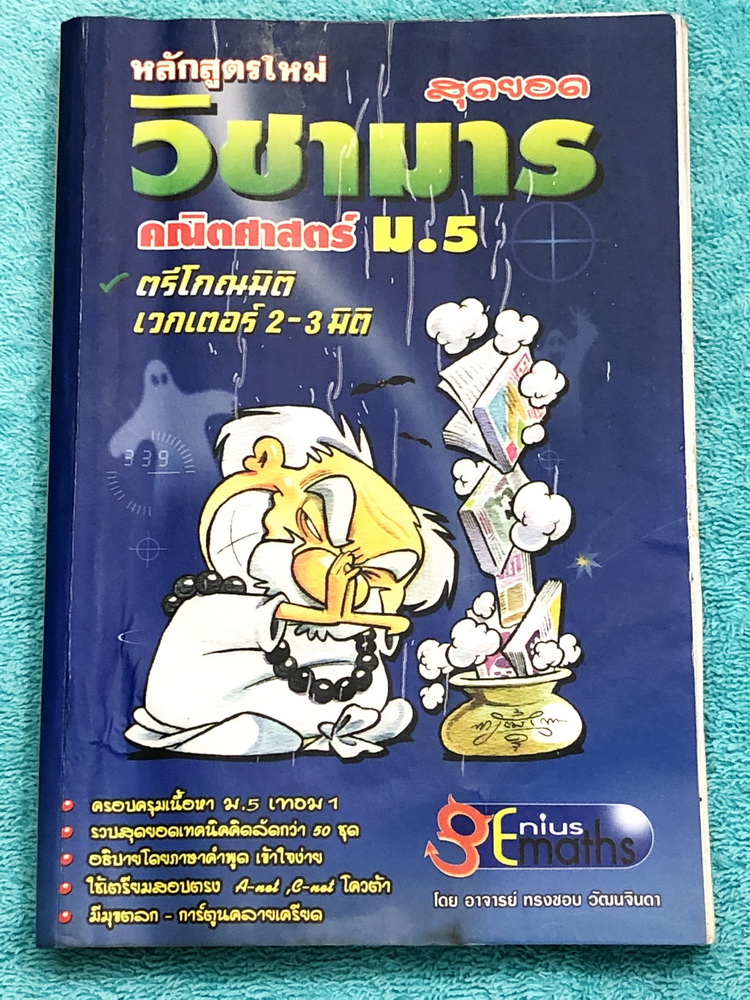 หลักสูตรใหม่
สุดยอด
วิชามาร
คณิตศาสตร์ ม.5
ตรีโกณมิติ
เวกเตอร์ 2-3 มิติ
339
ครอบครุมเนื้อหา ม.5 เทอม 1
รวบสุดยอดเทคนิคคิดลัดกว่า 50 ชุด
อธิบายโดยภาษาคำพูด เข้าใจง่าย
ใช้เตรียมสอบตรง A-net ,C-net โควต้า
มีมุขตลก - การ์ตูนคลายเครียด
Enius
Emaths
โดย อาจารย์ ทรงชอบ วัฒนจินดา